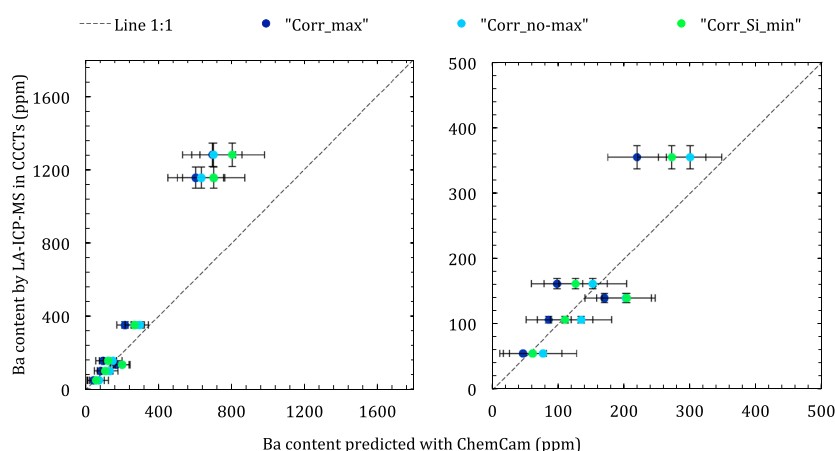 Line 1:1 "Corr_max" "Corr_no-max" "Corr_Si_min"
Ba content by LA-ICP-MS in CCCTs (ppm)
1600
1200
800
400
0
0 400 800 1200 1600
500
400
300
200
100
0
0 100 200 300 400 500
Ba content predicted with ChemCam (ppm)